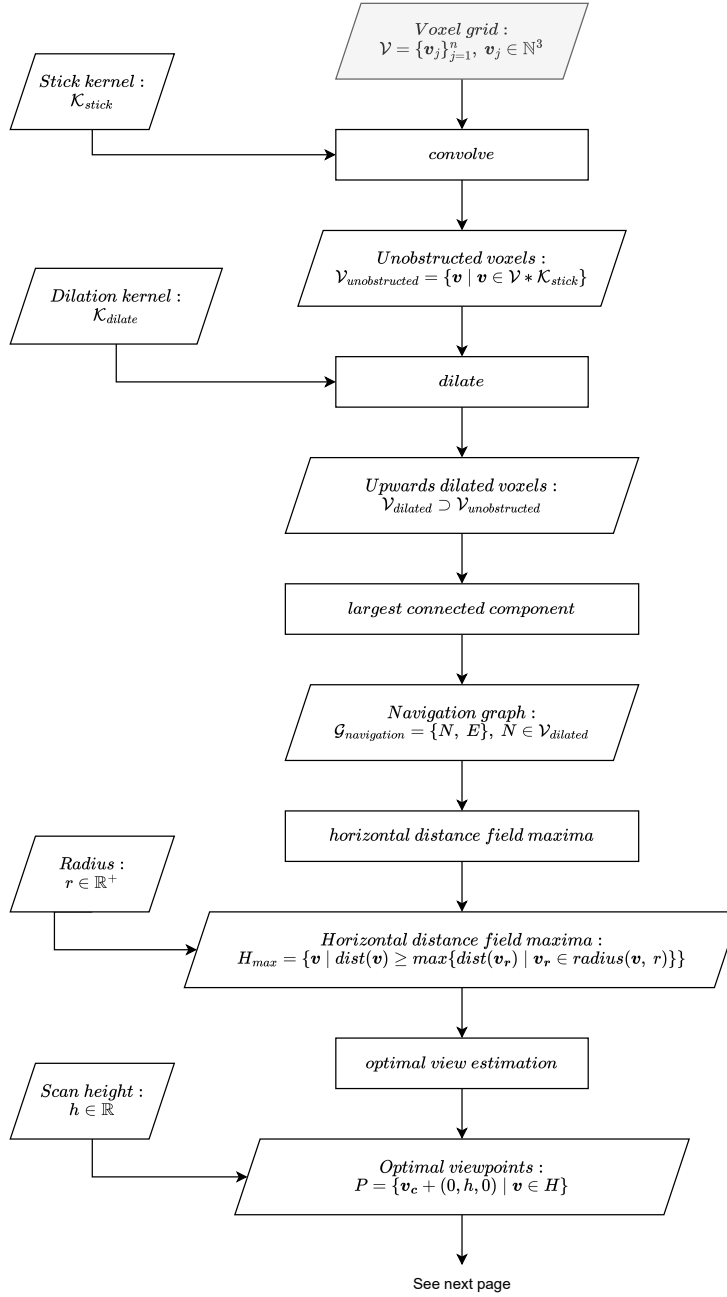 Voxel grid :
𝒱 = {𝒗ⱼ}ⁿⱼ₌₁, 𝒗ⱼ ∈ ℕ³
Stick kernel :
𝒦_stick
convolve
Unobstructed voxels :
𝒱_unobstructed = {𝒗 | 𝒗 ∈ 𝒱 ∗ 𝒦_stick}
Dilation kernel :
𝒦_dilate
dilate
Upwards dilated voxels :
𝒱_dilated ⊃ 𝒱_unobstructed
largest connected component
Navigation graph :
𝒢_navigation = {N, E}, N ∈ 𝒱_dilated
horizontal distance field maxima
Radius :
r ∈ ℝ⁺
Horizontal distance field maxima :
H_max = {𝒗 | dist(𝒗) ≥ max{dist(𝒗_𝒓) | 𝒗_𝒓 ∈ radius(𝒗, r)}}
optimal view estimation
Scan height :
h ∈ ℝ
Optimal viewpoints :
P = {𝒗_𝒄 + (0, h, 0) | 𝒗 ∈ H}
See next page